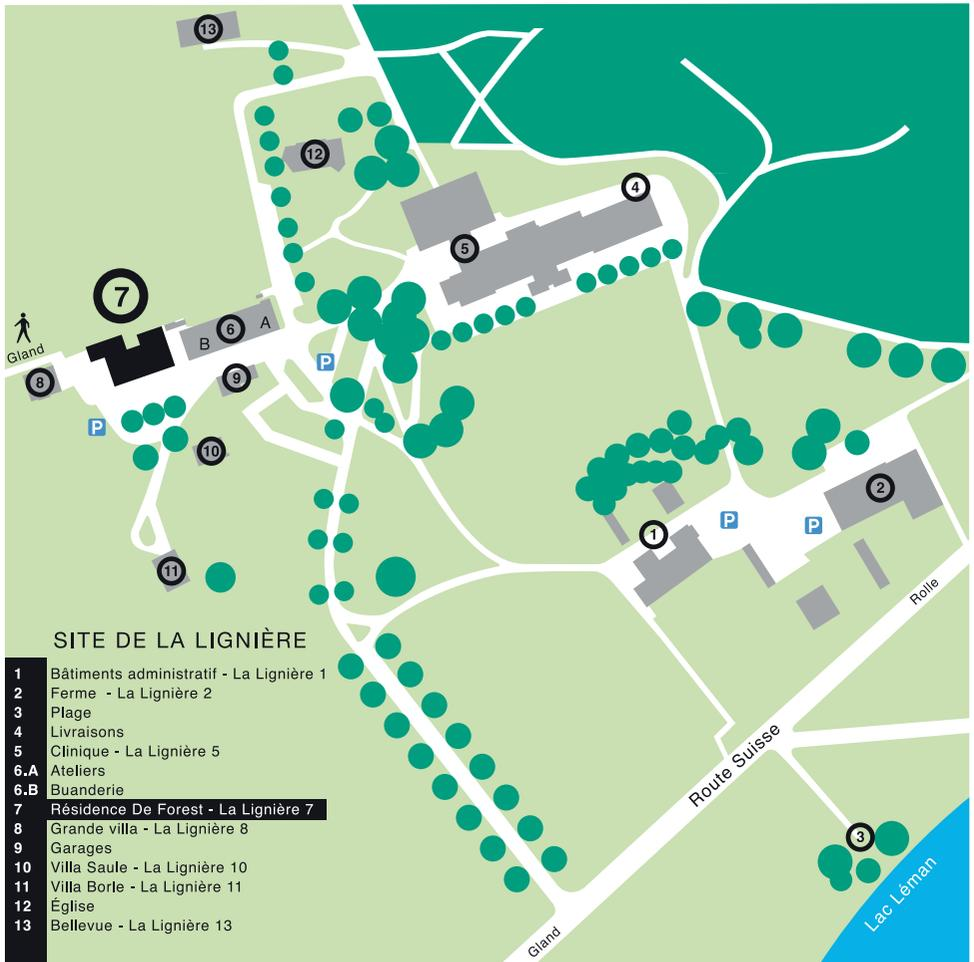 13
12
4
5
7
6
A
B
Gland
8
9
P
P
10
2
P
P
1
11
Rolle
SITE DE LA LIGNIÈRE
1 Bâtiments administratif - La Lignière 1
2 Ferme - La Lignière 2
3 Plage
4 Livraisons
5 Clinique - La Lignière 5
6.A Ateliers
6.B Buanderie
7 Résidence De Forest - La Lignière 7
8 Grande villa - La Lignière 8
9 Garages
10 Villa Saule - La Lignière 10
11 Villa Borle - La Lignière 11
12 Église
13 Bellevue - La Lignière 13
Route Suisse
3
Lac Léman
Gland